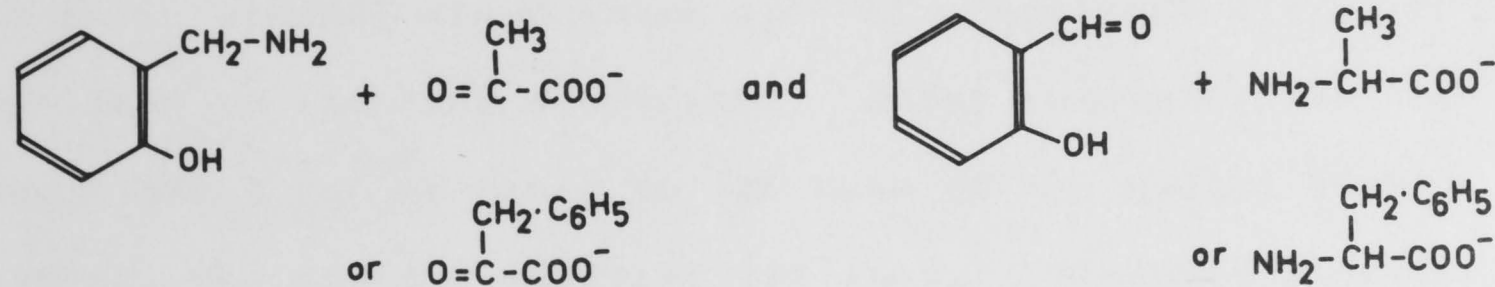 CH3
CH2-NH2
CH=O
CH3
+ O=C-COO⁻ and + NH2-CH-COO⁻
OH
OH
CH2·C6H5
CH2·C6H5
or O=C-COO⁻
or NH2-CH-COO⁻